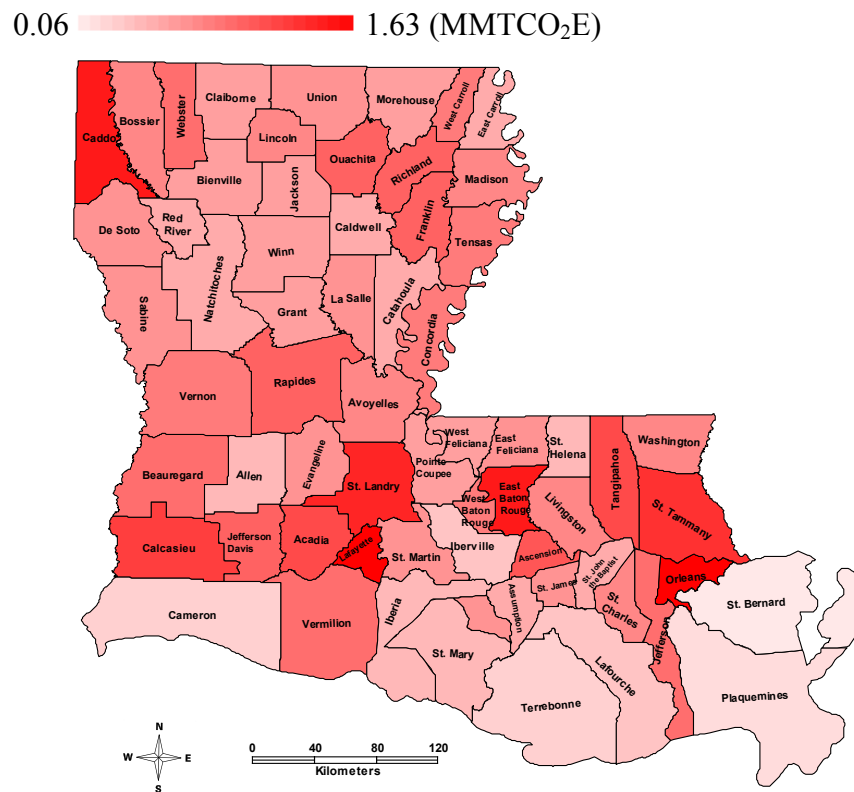 0.06 1.63 (MMTCO₂E)
Caddo
Bossier
Webster
Claiborne
Union
Morehouse
West Carroll
East Carroll
Lincoln
Ouachita
Richland
Madison
Bienville
Jackson
Franklin
Tensas
De Soto
Red
River
Caldwell
Winn
Natchitoches
Sabine
Grant
La Salle
Catahoula
Concordia
Vernon
Rapides
Avoyelles
West
Feliciana
East
Feliciana
St.
Helena
Washington
Tangipahoa
Beauregard
Allen
Evangeline
St. Landry
Pointe
Coupee
West
Baton
Rouge
East
Baton
Rouge
Livingston
St. Tammany
Calcasieu
Jefferson
Davis
Acadia
Lafayette
St. Martin
Iberville
Ascension
St. John
the Baptist
Orleans
St. James
St.
Charles
St. Bernard
Cameron
Vermilion
Iberia
Assumption
St. Mary
Jefferson
Lafourche
Terrebonne
Plaquemines
N
W E
S
0 40 80 120
Kilometers